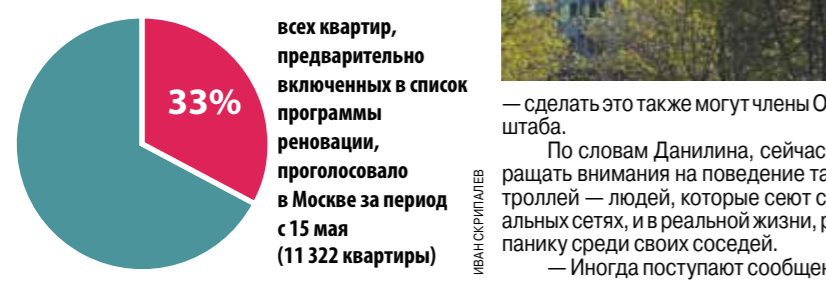 33%
всех квартир,
предварительно
включенных в список
программы
реновации,
проголосовало
в Москве за период
с 15 мая
(11 322 квартиры)
ИВАН СКРИПАЛЕВ
— сделать это также могут члены О
штаба.
По словам Данилина, сейчас
ращать внимания на поведение та
троллей — людей, которые сеют с
альных сетях, и в реальной жизни, р
панику среди своих соседей.
— Иногда поступают сообщен